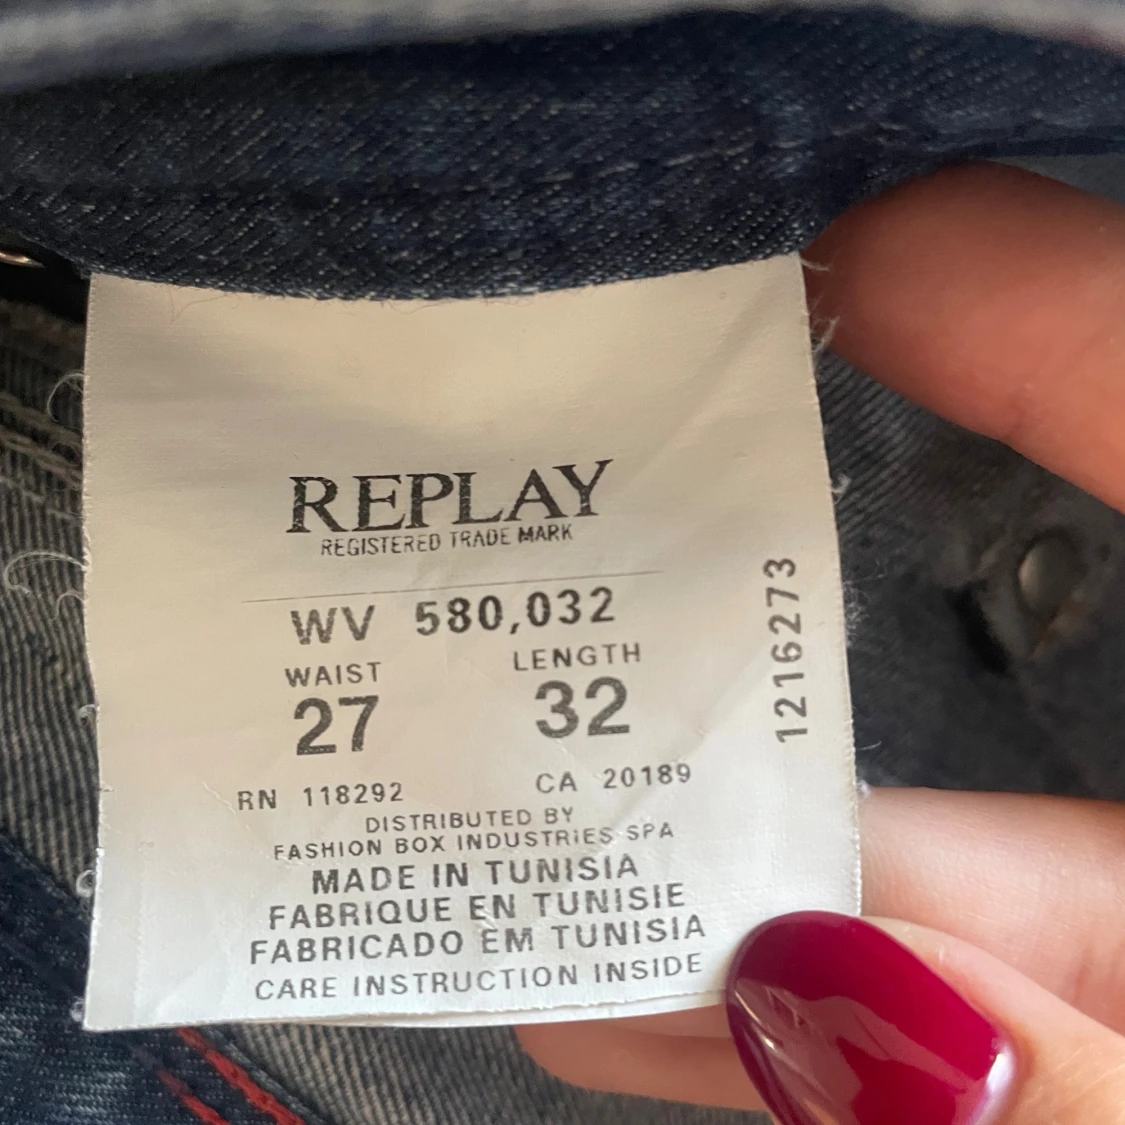 REPLAY
REGISTERED TRADE MARK
WV 580,032
WAIST LENGTH
27 32
RN 118292 CA 20189
DISTRIBUTED BY
FASHION BOX INDUSTRIES SPA
MADE IN TUNISIA
FABRIQUE EN TUNISIE
FABRICADO EM TUNISIA
CARE INSTRUCTION INSIDE
1216273